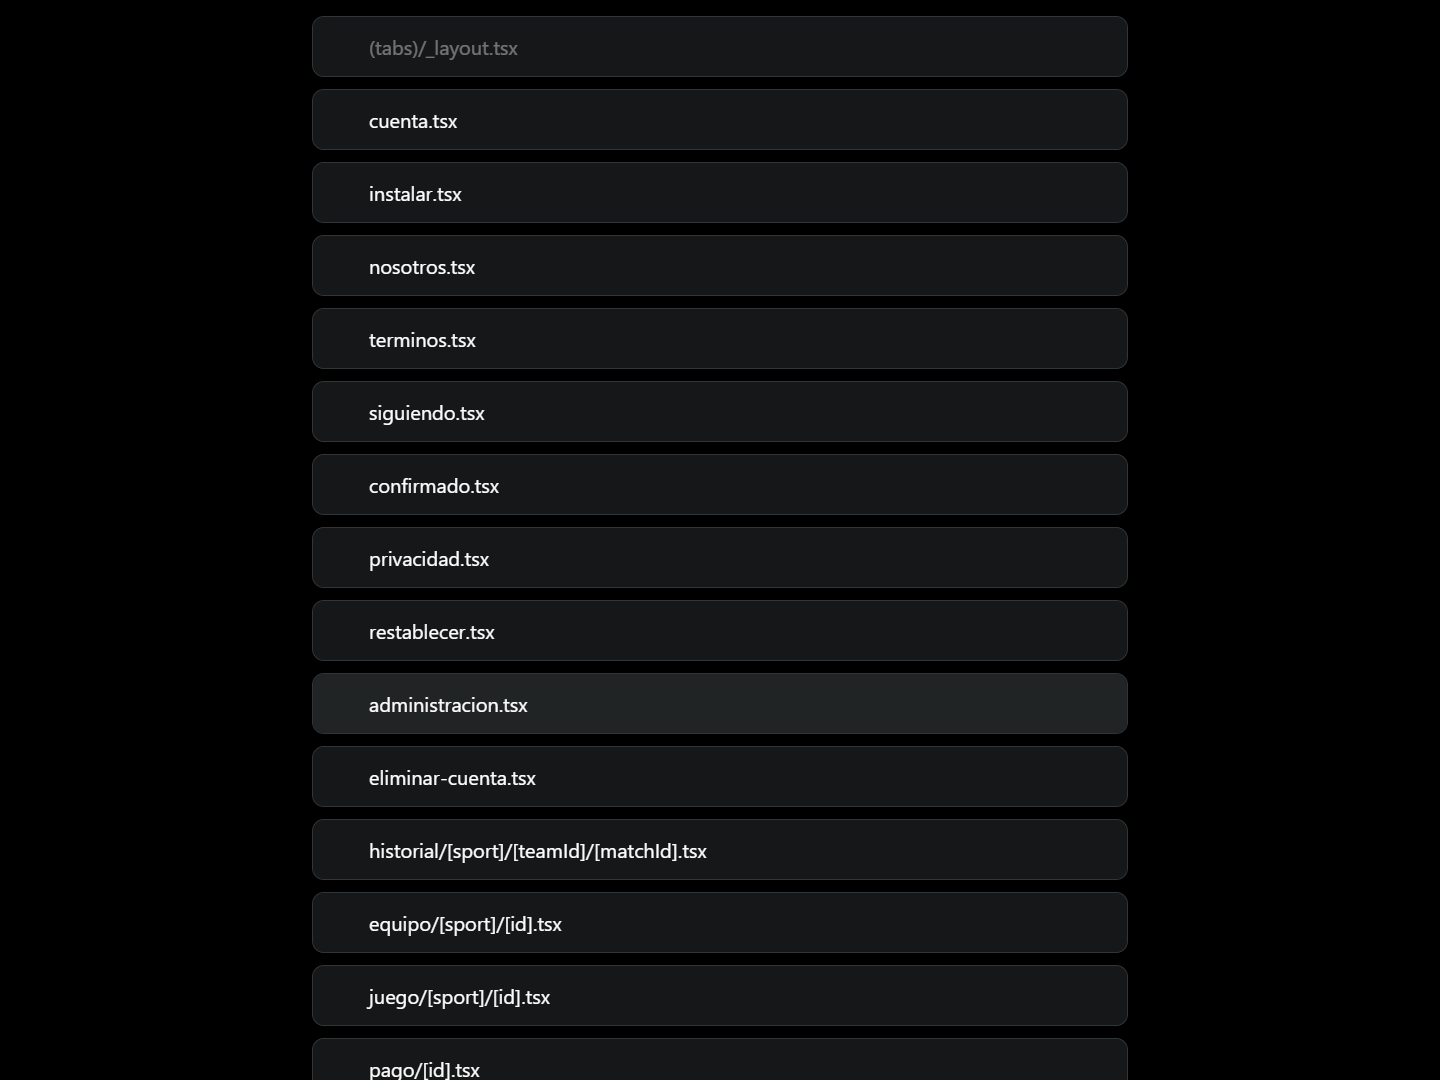 (tabs)/_layout.tsx
cuenta.tsx
instalar.tsx
nosotros.tsx
terminos.tsx
siguiendo.tsx
confirmado.tsx
privacidad.tsx
restablecer.tsx
administracion.tsx
eliminar-cuenta.tsx
historial/[sport]/[teamId]/[matchId].tsx
equipo/[sport]/[id].tsx
juego/[sport]/[id].tsx
pago/[id].tsx